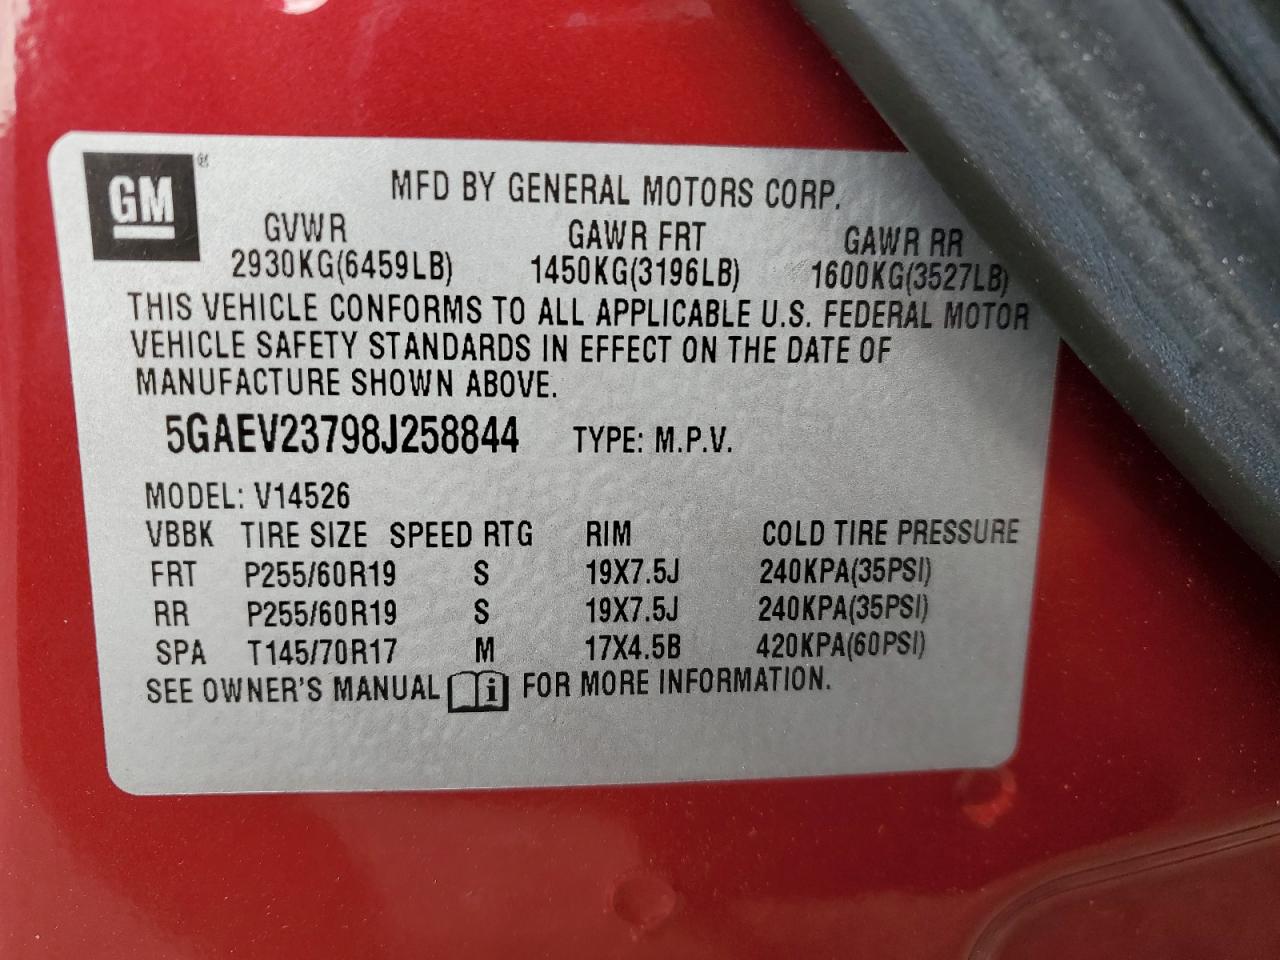 GM ®
MFD BY GENERAL MOTORS CORP.
GVWR GAWR FRT GAWR RR
2930KG(6459LB) 1450KG(3196LB) 1600KG(3527LB)
THIS VEHICLE CONFORMS TO ALL APPLICABLE U.S. FEDERAL MOTOR
VEHICLE SAFETY STANDARDS IN EFFECT ON THE DATE OF
MANUFACTURE SHOWN ABOVE.
5GAEV23798J258844 TYPE: M.P.V.
MODEL: V14526
VBBK TIRE SIZE SPEED RTG RIM COLD TIRE PRESSURE
FRT P255/60R19 S 19X7.5J 240KPA(35PSI)
RR P255/60R19 S 19X7.5J 240KPA(35PSI)
SPA T145/70R17 M 17X4.5B 420KPA(60PSI)
SEE OWNER'S MANUAL i FOR MORE INFORMATION.